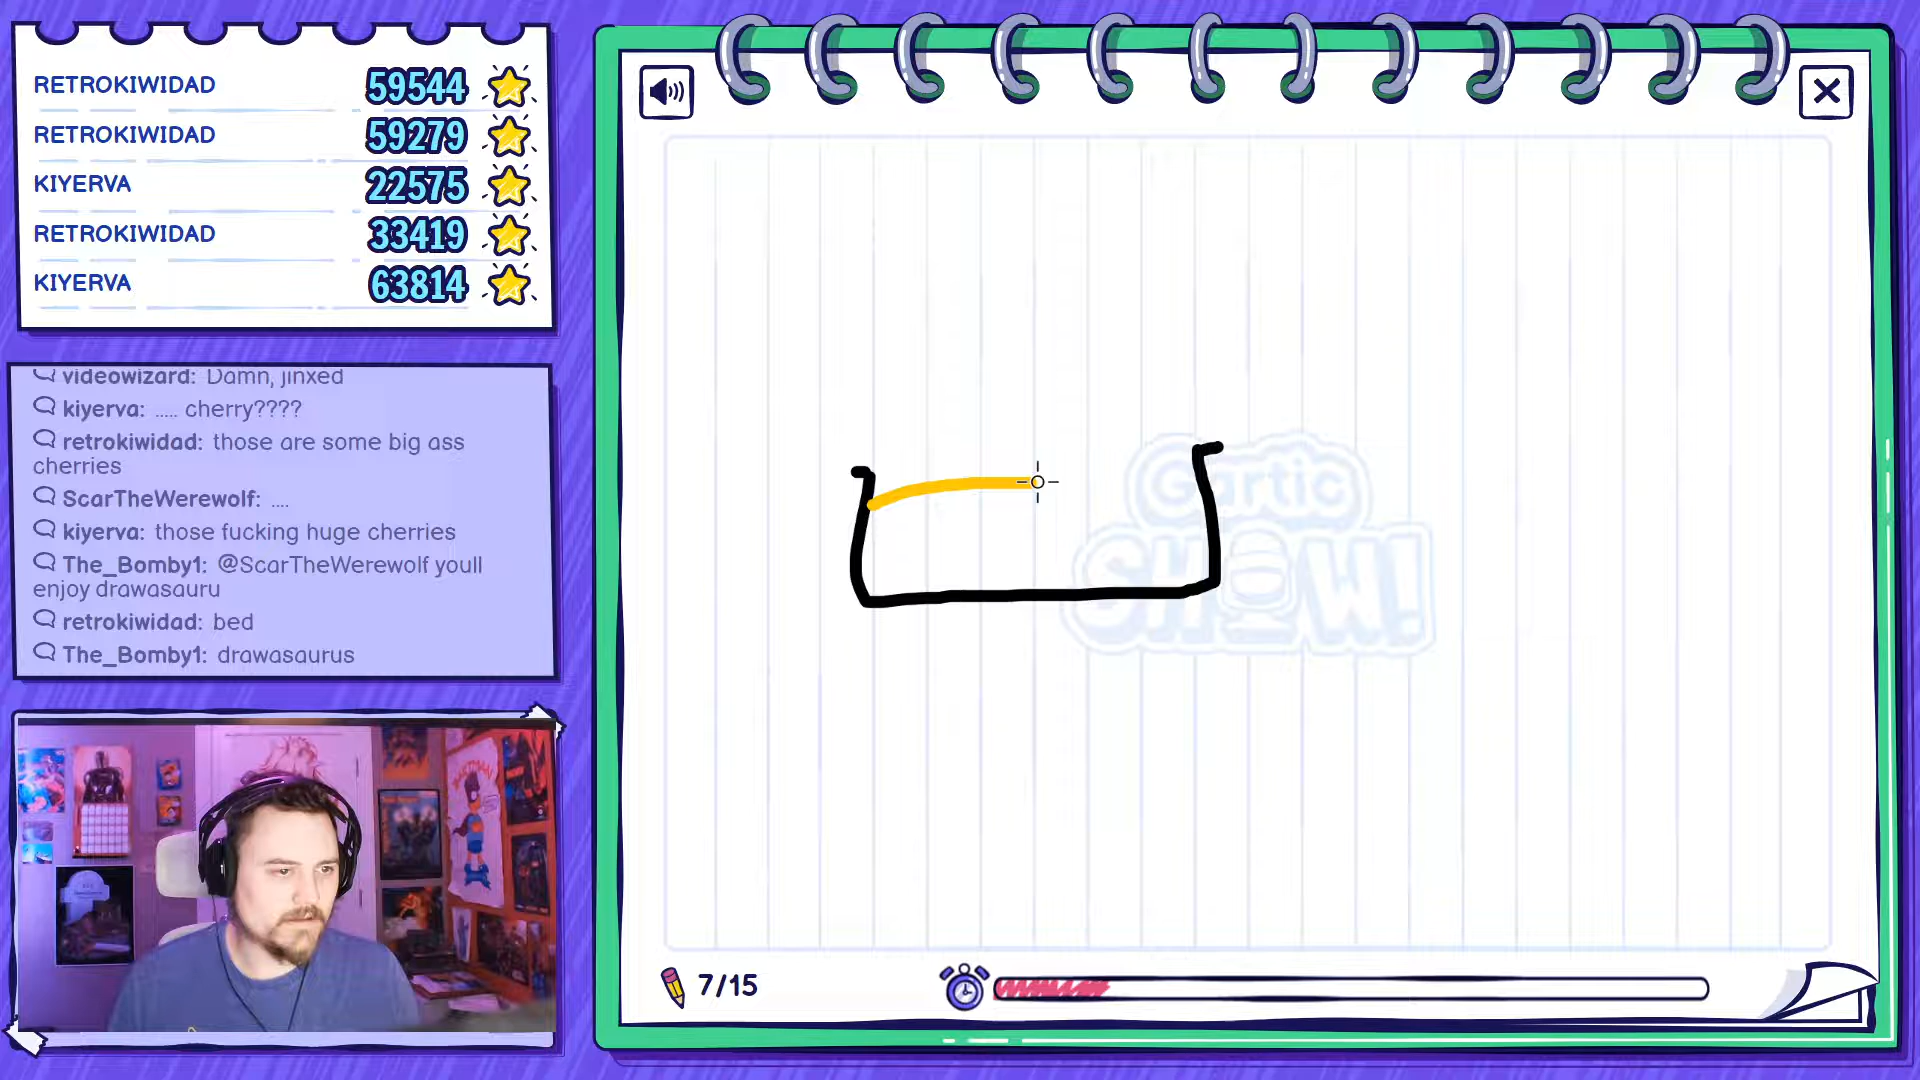 RETROKIWIDAD 59544
RETROKIWIDAD 59279
KIYERVA 22575
RETROKIWIDAD 33419
KIYERVA 63814
videowizard: Damn, jinxed
kiyerva: ..... cherry????
retrokiwidad: those are some big ass
cherries
ScarTheWerewolf: ....
kiyerva: those fucking huge cherries
The_Bomby1: @ScarTheWerewolf youll
enjoy drawasauru
retrokiwidad: bed
The_Bomby1: drawasaurus
Gartic
SHOW!
7/15